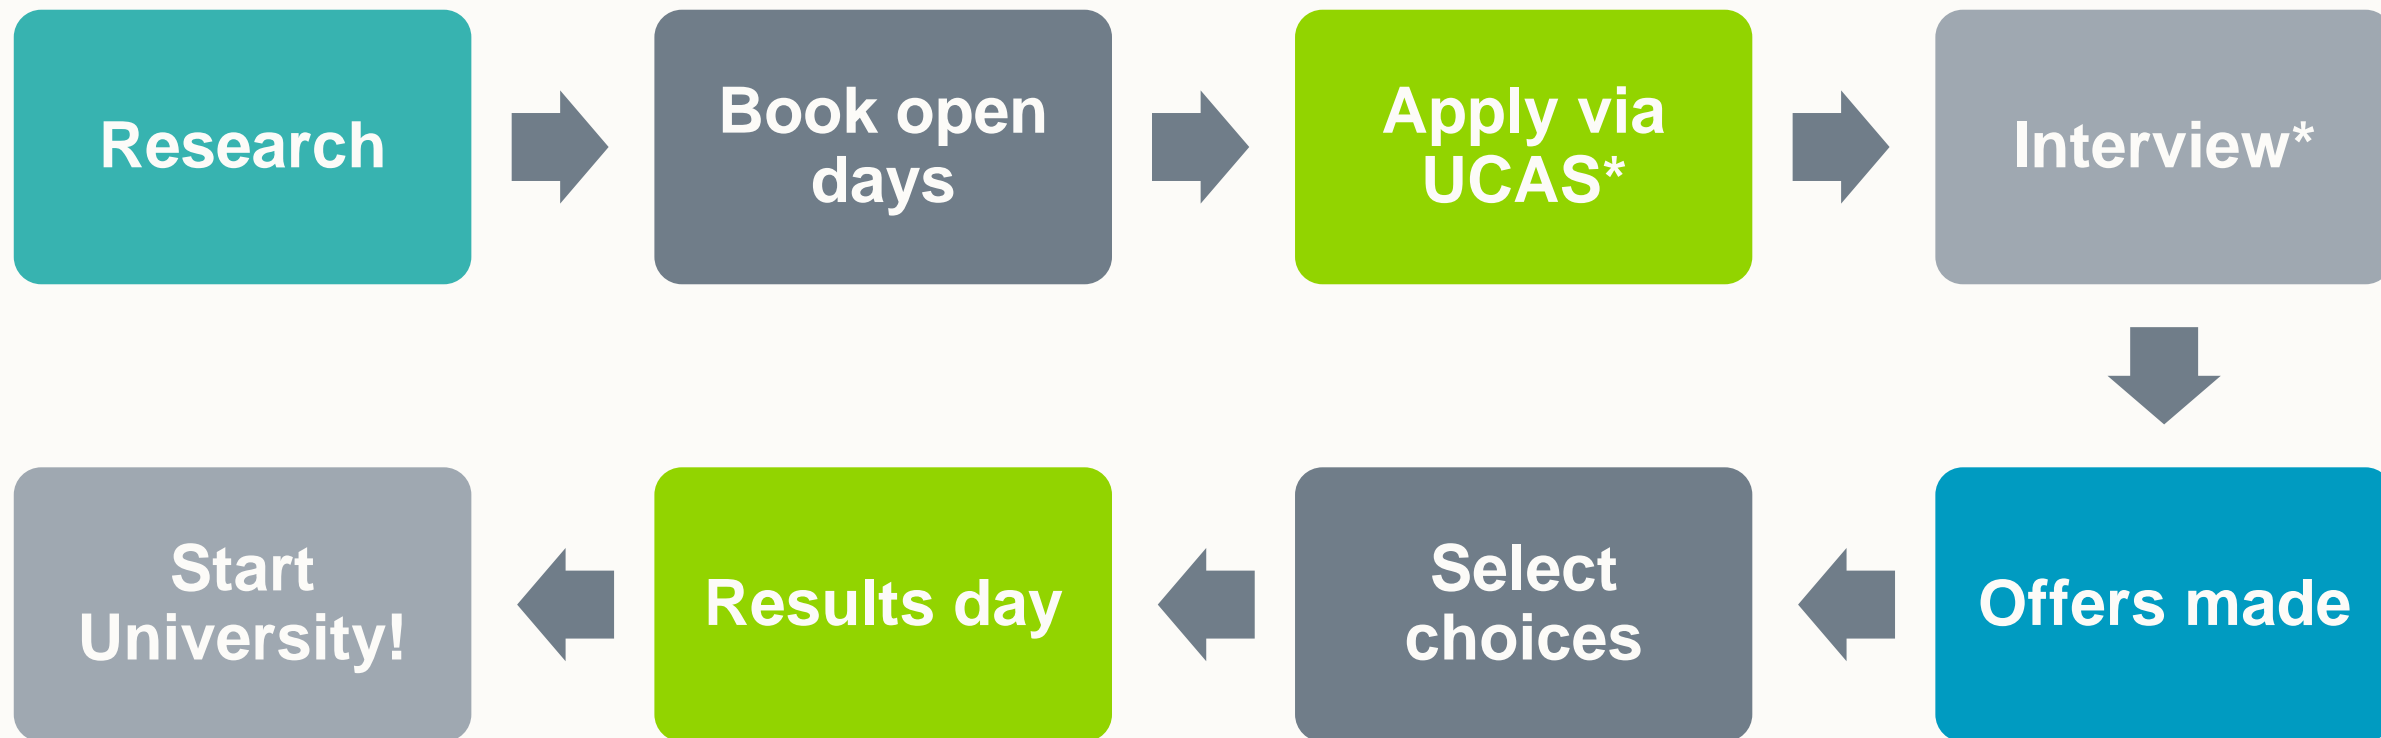 Research
Book open
days
Apply via
UCAS*
Interview*
Offers made
Select
choices
Results day
Start
University!